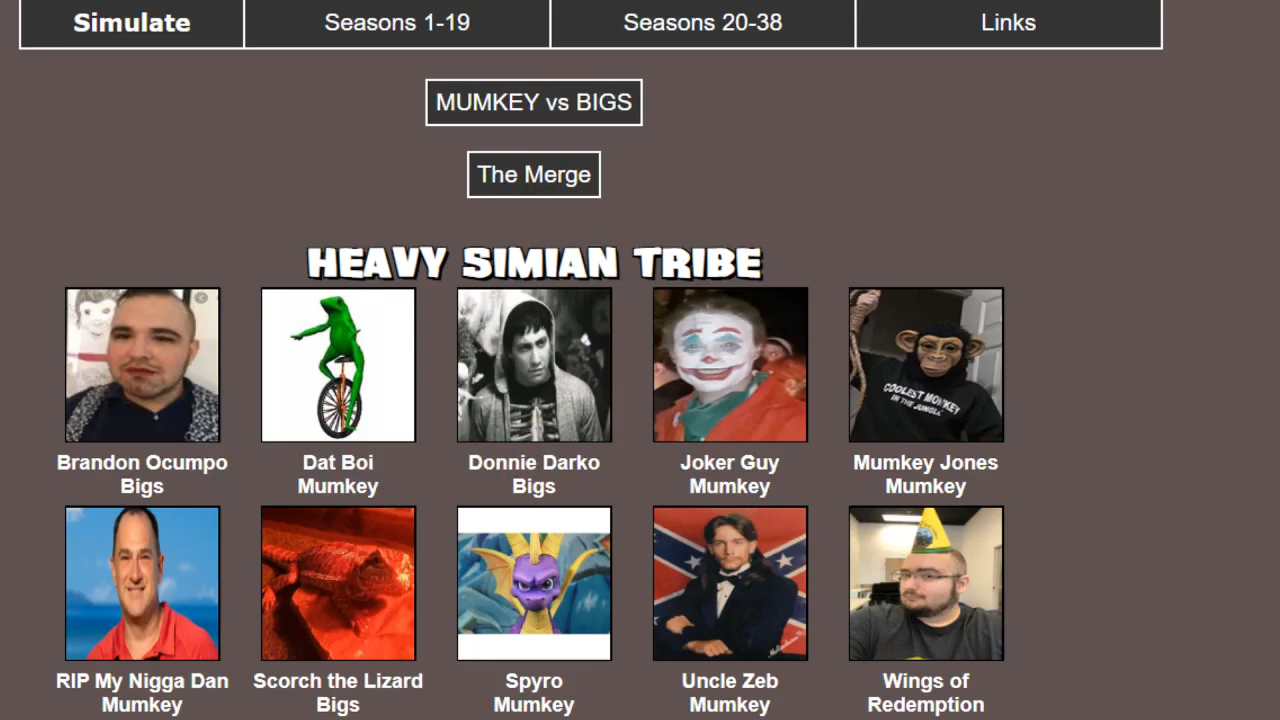 Simulate
Seasons 1-19
Seasons 20-38
Links
MUMKEY vs BIGS
The Merge
HEAVY SIMIAN TRIBE
COOLEST MONKEY
IN THE JUNGLE
Brandon Ocumpo
Bigs
Dat Boi
Mumkey
Donnie Darko
Bigs
Joker Guy
Mumkey
Mumkey Jones
Mumkey
RIP My Nigga Dan
Mumkey
Scorch the Lizard
Bigs
Spyro
Mumkey
Uncle Zeb
Mumkey
Wings of
Redemption